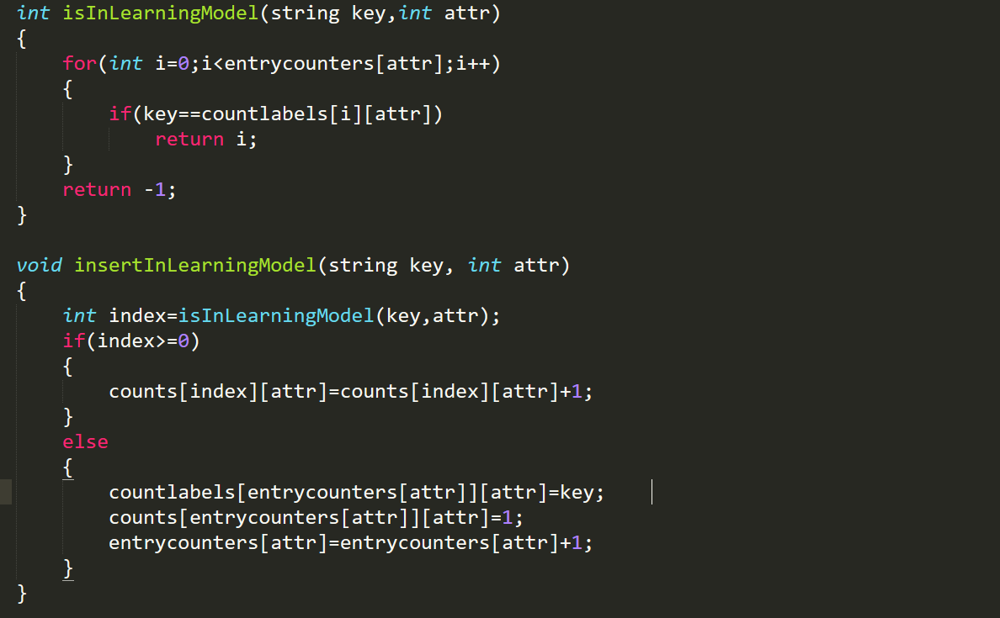 int isInLearningModel(string key,int attr)
{
    for(int i=0;i<entrycounters[attr];i++)
    {
        if(key==countlabels[i][attr])
            return i;
    }
    return -1;
}

void insertInLearningModel(string key, int attr)
{
    int index=isInLearningModel(key,attr);
    if(index>=0)
    {
        counts[index][attr]=counts[index][attr]+1;
    }
    else
    {
        countlabels[entrycounters[attr]][attr]=key;
        counts[entrycounters[attr]][attr]=1;
        entrycounters[attr]=entrycounters[attr]+1;
    }
}